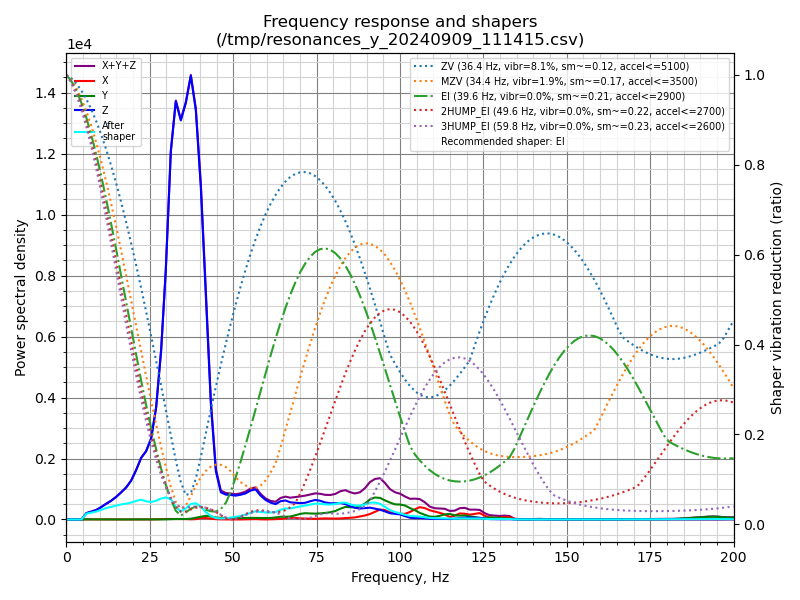 Frequency response and shapers
(/tmp/resonances_y_20240909_111415.csv)
1e4
X+Y+Z
X
Y
Z
After
shaper
ZV (36.4 Hz, vibr=8.1%, sm~=0.12, accel<=5100)
MZV (34.4 Hz, vibr=1.9%, sm~=0.17, accel<=3500)
EI (39.6 Hz, vibr=0.0%, sm~=0.21, accel<=2900)
2HUMP_EI (49.6 Hz, vibr=0.0%, sm~=0.22, accel<=2700)
3HUMP_EI (59.8 Hz, vibr=0.0%, sm~=0.23, accel<=2600)
Recommended shaper: EI
Power spectral density
1.4
1.2
1.0
0.8
0.6
0.4
0.2
0.0
1.0
0.8
0.6
0.4
0.2
0.0
Shaper vibration reduction (ratio)
0 25 50 75 100 125 150 175 200
Frequency, Hz